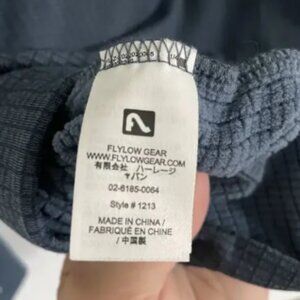 FLYLOW GEAR
WWW.FLYLOWGEAR.COM
有限会社 ハーレージ
ャパン
02-6185-0064
Style # 1213
MADE IN CHINA /
FABRIQUÉ EN CHINE
/ 中国製